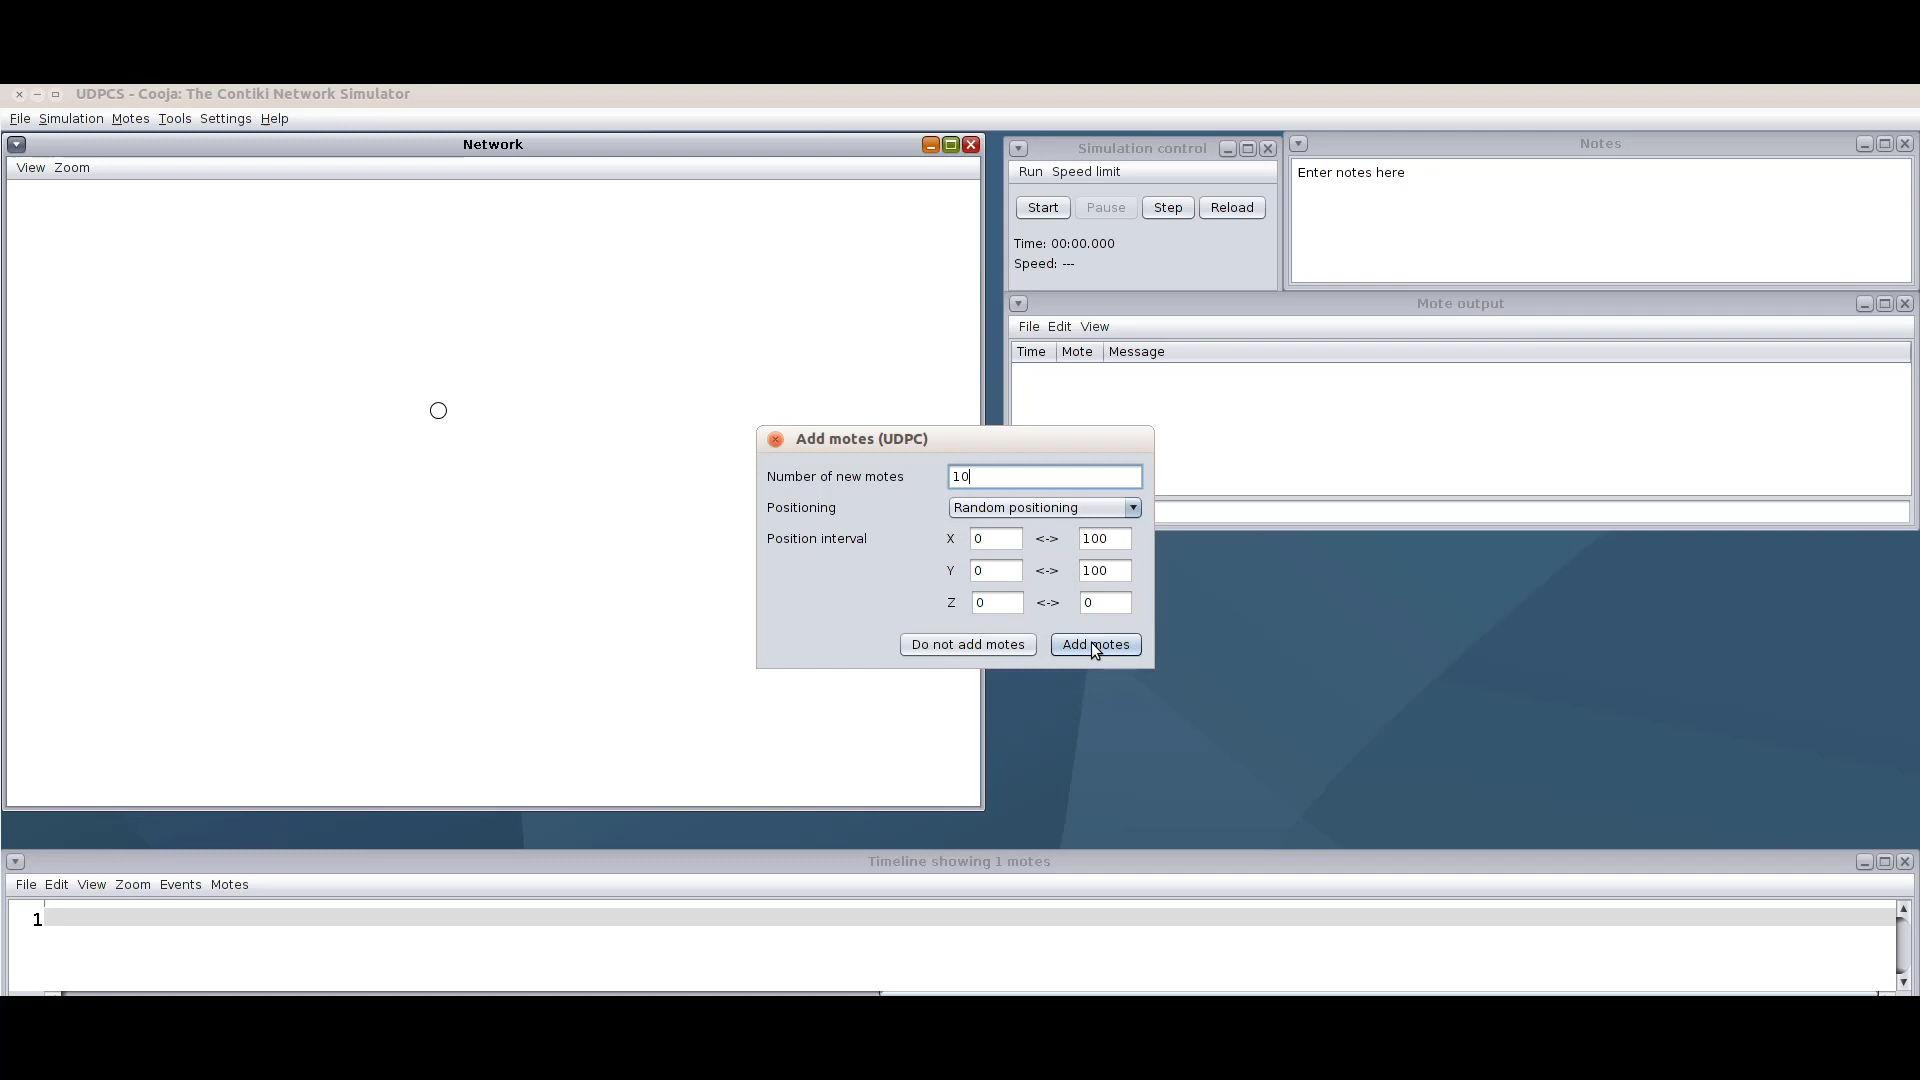 UDPCS - Cooja: The Contiki Network Simulator
File Simulation Motes Tools Settings Help
Network
View Zoom
Simulation control
Run Speed limit
Start Pause Step Reload
Time: 00:00.000
Speed: ---
Notes
Enter notes here
Mote output
File Edit View
Time Mote Message
Add motes (UDPC)
Number of new motes 10
Positioning Random positioning
Position interval X 0 <-> 100
Y 0 <-> 100
Z 0 <-> 0
Do not add motes Add motes
Timeline showing 1 motes
File Edit View Zoom Events Motes
1